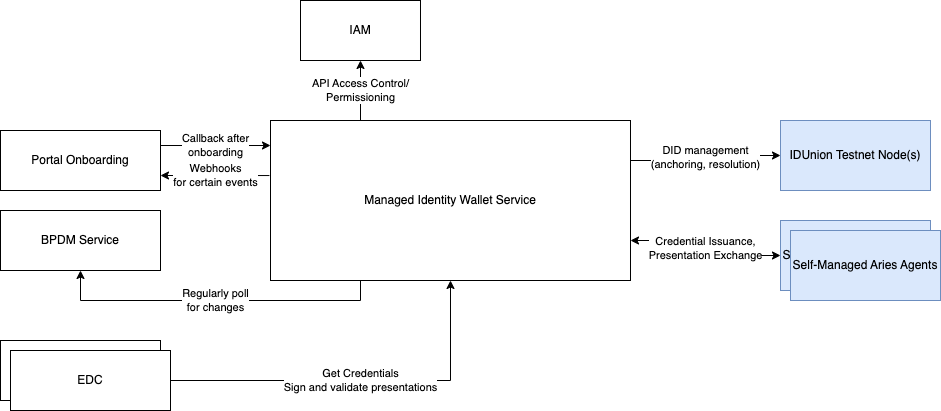 IAM
API Access Control/
Permissioning
Portal Onboarding
Callback after
onboarding
Webhooks
for certain events
Managed Identity Wallet Service
DID management
(anchoring, resolution)
IDUnion Testnet Node(s)
BPDM Service
Credential Issuance,
Presentation Exchange
S
Self-Managed Aries Agents
Regularly poll
for changes
EDC
Get Credentials
Sign and validate presentations